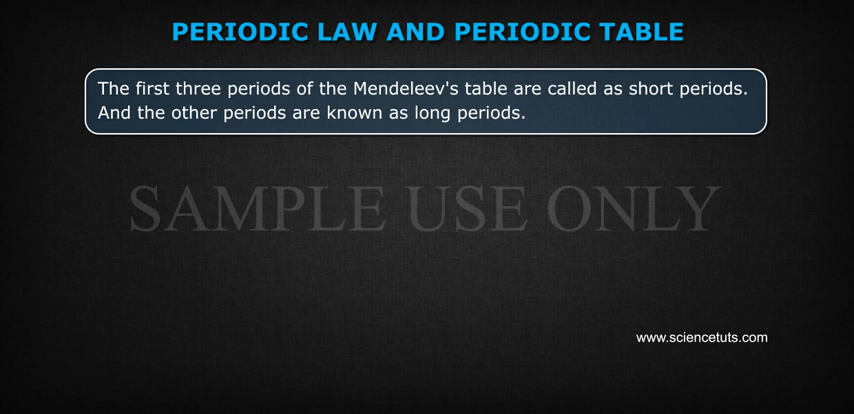 PERIODIC LAW AND PERIODIC TABLE
The first three periods of the Mendeleev's table are called as short periods.
And the other periods are known as long periods.
SAMPLE USE ONLY
www.sciencetuts.com